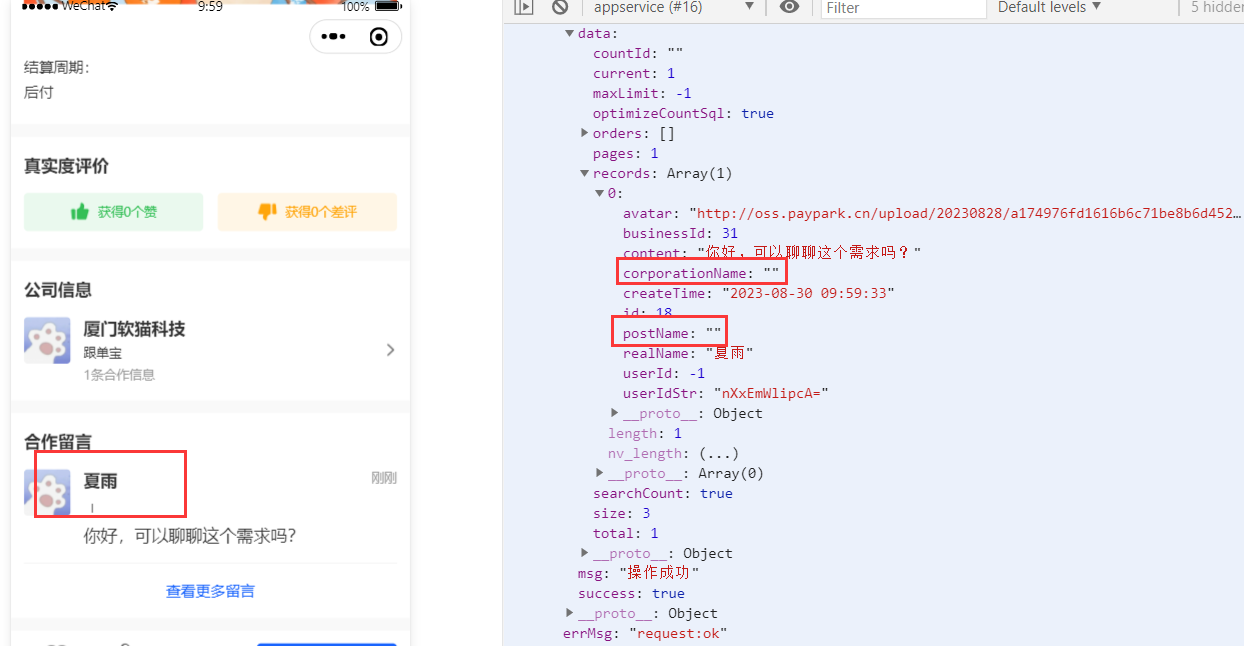 WeChat
9:59
100%
结算周期：
后付
真实度评价
获得0个赞
获得0个差评
公司信息
厦门软猫科技
跟单宝
1条合作信息
合作留言
夏雨
刚刚
|
你好，可以聊聊这个需求吗？
查看更多留言
appservice (#16)
Filter
Default levels
5 hidden
data:
countId: ""
current: 1
maxLimit: -1
optimizeCountSql: true
orders: []
pages: 1
records: Array(1)
0:
avatar: "http://oss.paypark.cn/upload/20230828/a174976fd1616b6c71be8b6d452…
businessId: 31
content: "你好，可以聊聊这个需求吗？"
corporationName: ""
createTime: "2023-08-30 09:59:33"
id: 18
postName: ""
realName: "夏雨"
userId: -1
userIdStr: "nXxEmWlipcA="
__proto__: Object
length: 1
nv_length: (...)
__proto__: Array(0)
searchCount: true
size: 3
total: 1
__proto__: Object
msg: "操作成功"
success: true
__proto__: Object
errMsg: "request:ok"